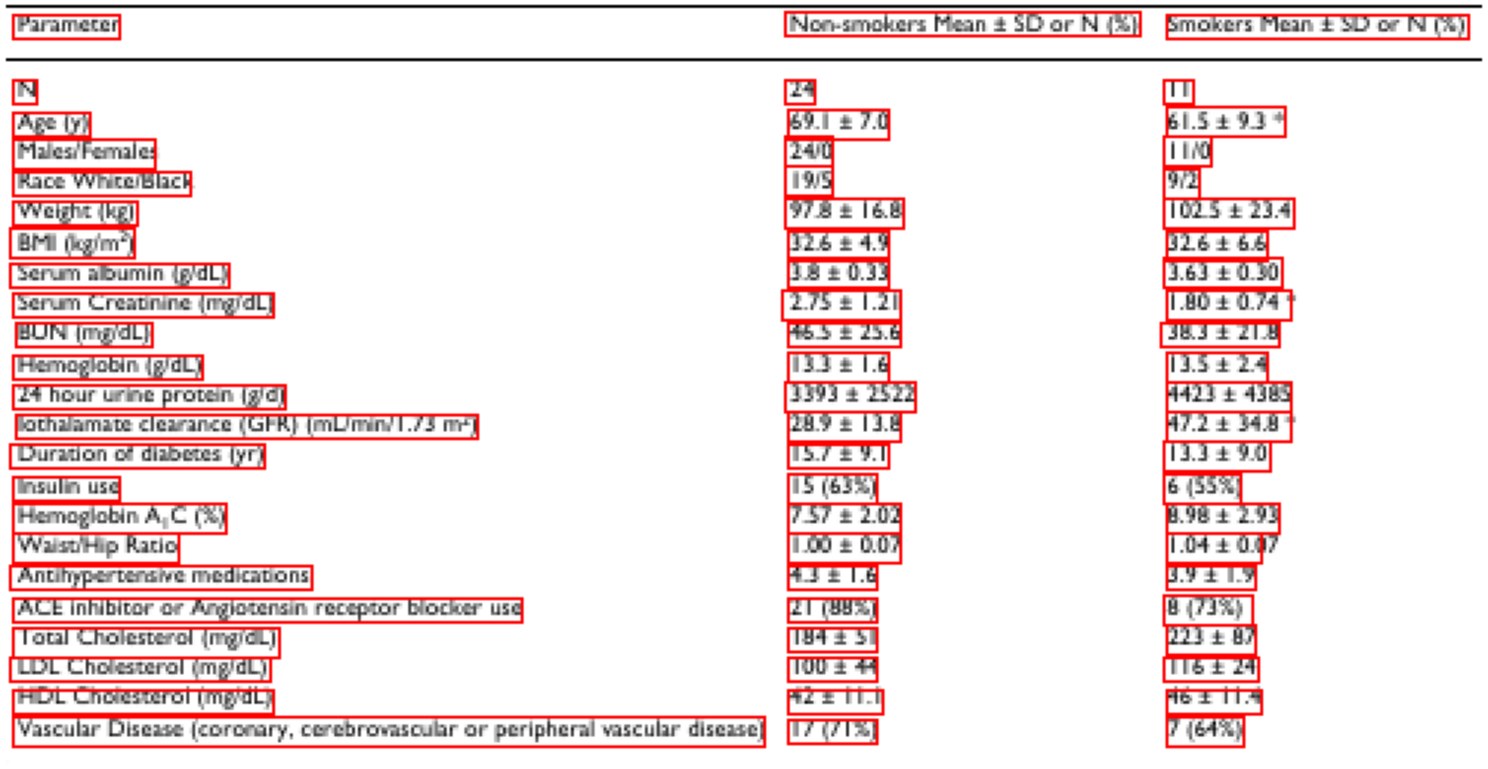 Parameter Non-smokers Mean ± SD or N (%) Smokers Mean ± SD or N (%)
N 24 11
Age (y) 69.1 ± 7.0 61.5 ± 9.3 *
Males/Females 24/0 11/0
Race White/Black 19/5 9/2
Weight (kg) 97.8 ± 16.8 102.5 ± 23.4
BMI (kg/m²) 32.6 ± 4.9 32.6 ± 6.6
Serum albumin (g/dL) 3.8 ± 0.33 3.63 ± 0.30
Serum Creatinine (mg/dL) 2.75 ± 1.21 1.80 ± 0.74 *
BUN (mg/dL) 46.5 ± 25.6 38.3 ± 21.8
Hemoglobin (g/dL) 13.3 ± 1.6 13.5 ± 2.4
24 hour urine protein (g/d) 3393 ± 2522 4423 ± 4385
Iothalamate clearance (GFR) (mL/min/1.73 m²) 28.9 ± 13.8 47.2 ± 34.8 *
Duration of diabetes (yr) 15.7 ± 9.1 13.3 ± 9.0
Insulin use 15 (63%) 6 (55%)
Hemoglobin A₁C (%) 7.57 ± 2.02 8.98 ± 2.93
Waist/Hip Ratio 1.00 ± 0.07 1.04 ± 0.07
Antihypertensive medications 4.3 ± 1.6 3.9 ± 1.9
ACE inhibitor or Angiotensin receptor blocker use 21 (88%) 8 (73%)
Total Cholesterol (mg/dL) 184 ± 51 223 ± 87
LDL Cholesterol (mg/dL) 100 ± 44 116 ± 24
HDL Cholesterol (mg/dL) 42 ± 11.1 46 ± 11.4
Vascular Disease (coronary, cerebrovascular or peripheral vascular disease) 17 (71%) 7 (64%)